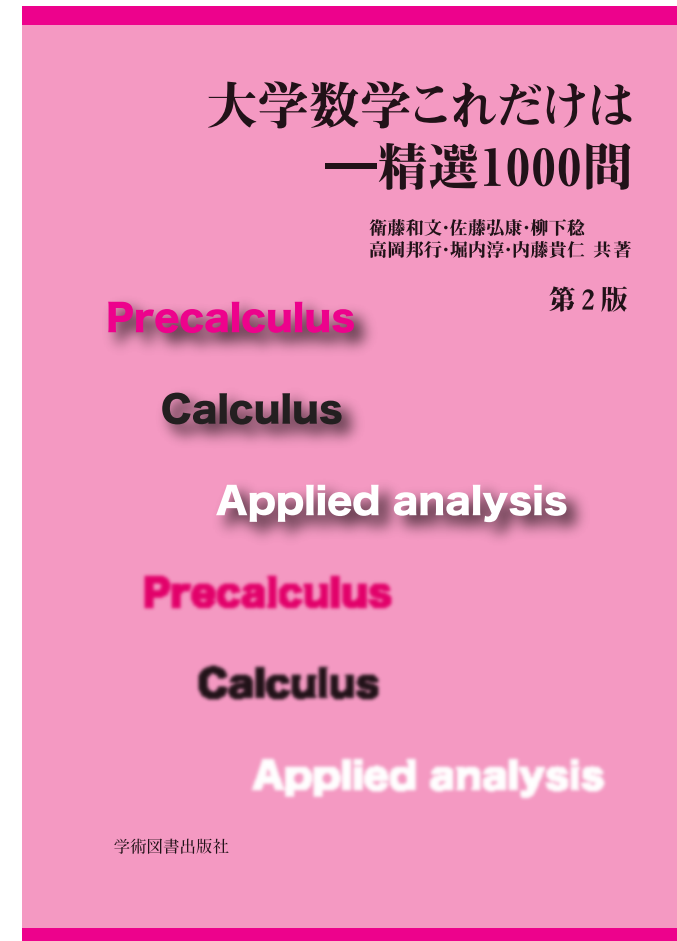 大学数学これだけは
―精選1000問
衛藤和文・佐藤弘康・柳下稔
高岡邦行・堀内淳・内藤貴仁 共著
第2版
Precalculus
Calculus
Applied analysis
Precalculus
Calculus
Applied analysis
学術図書出版社